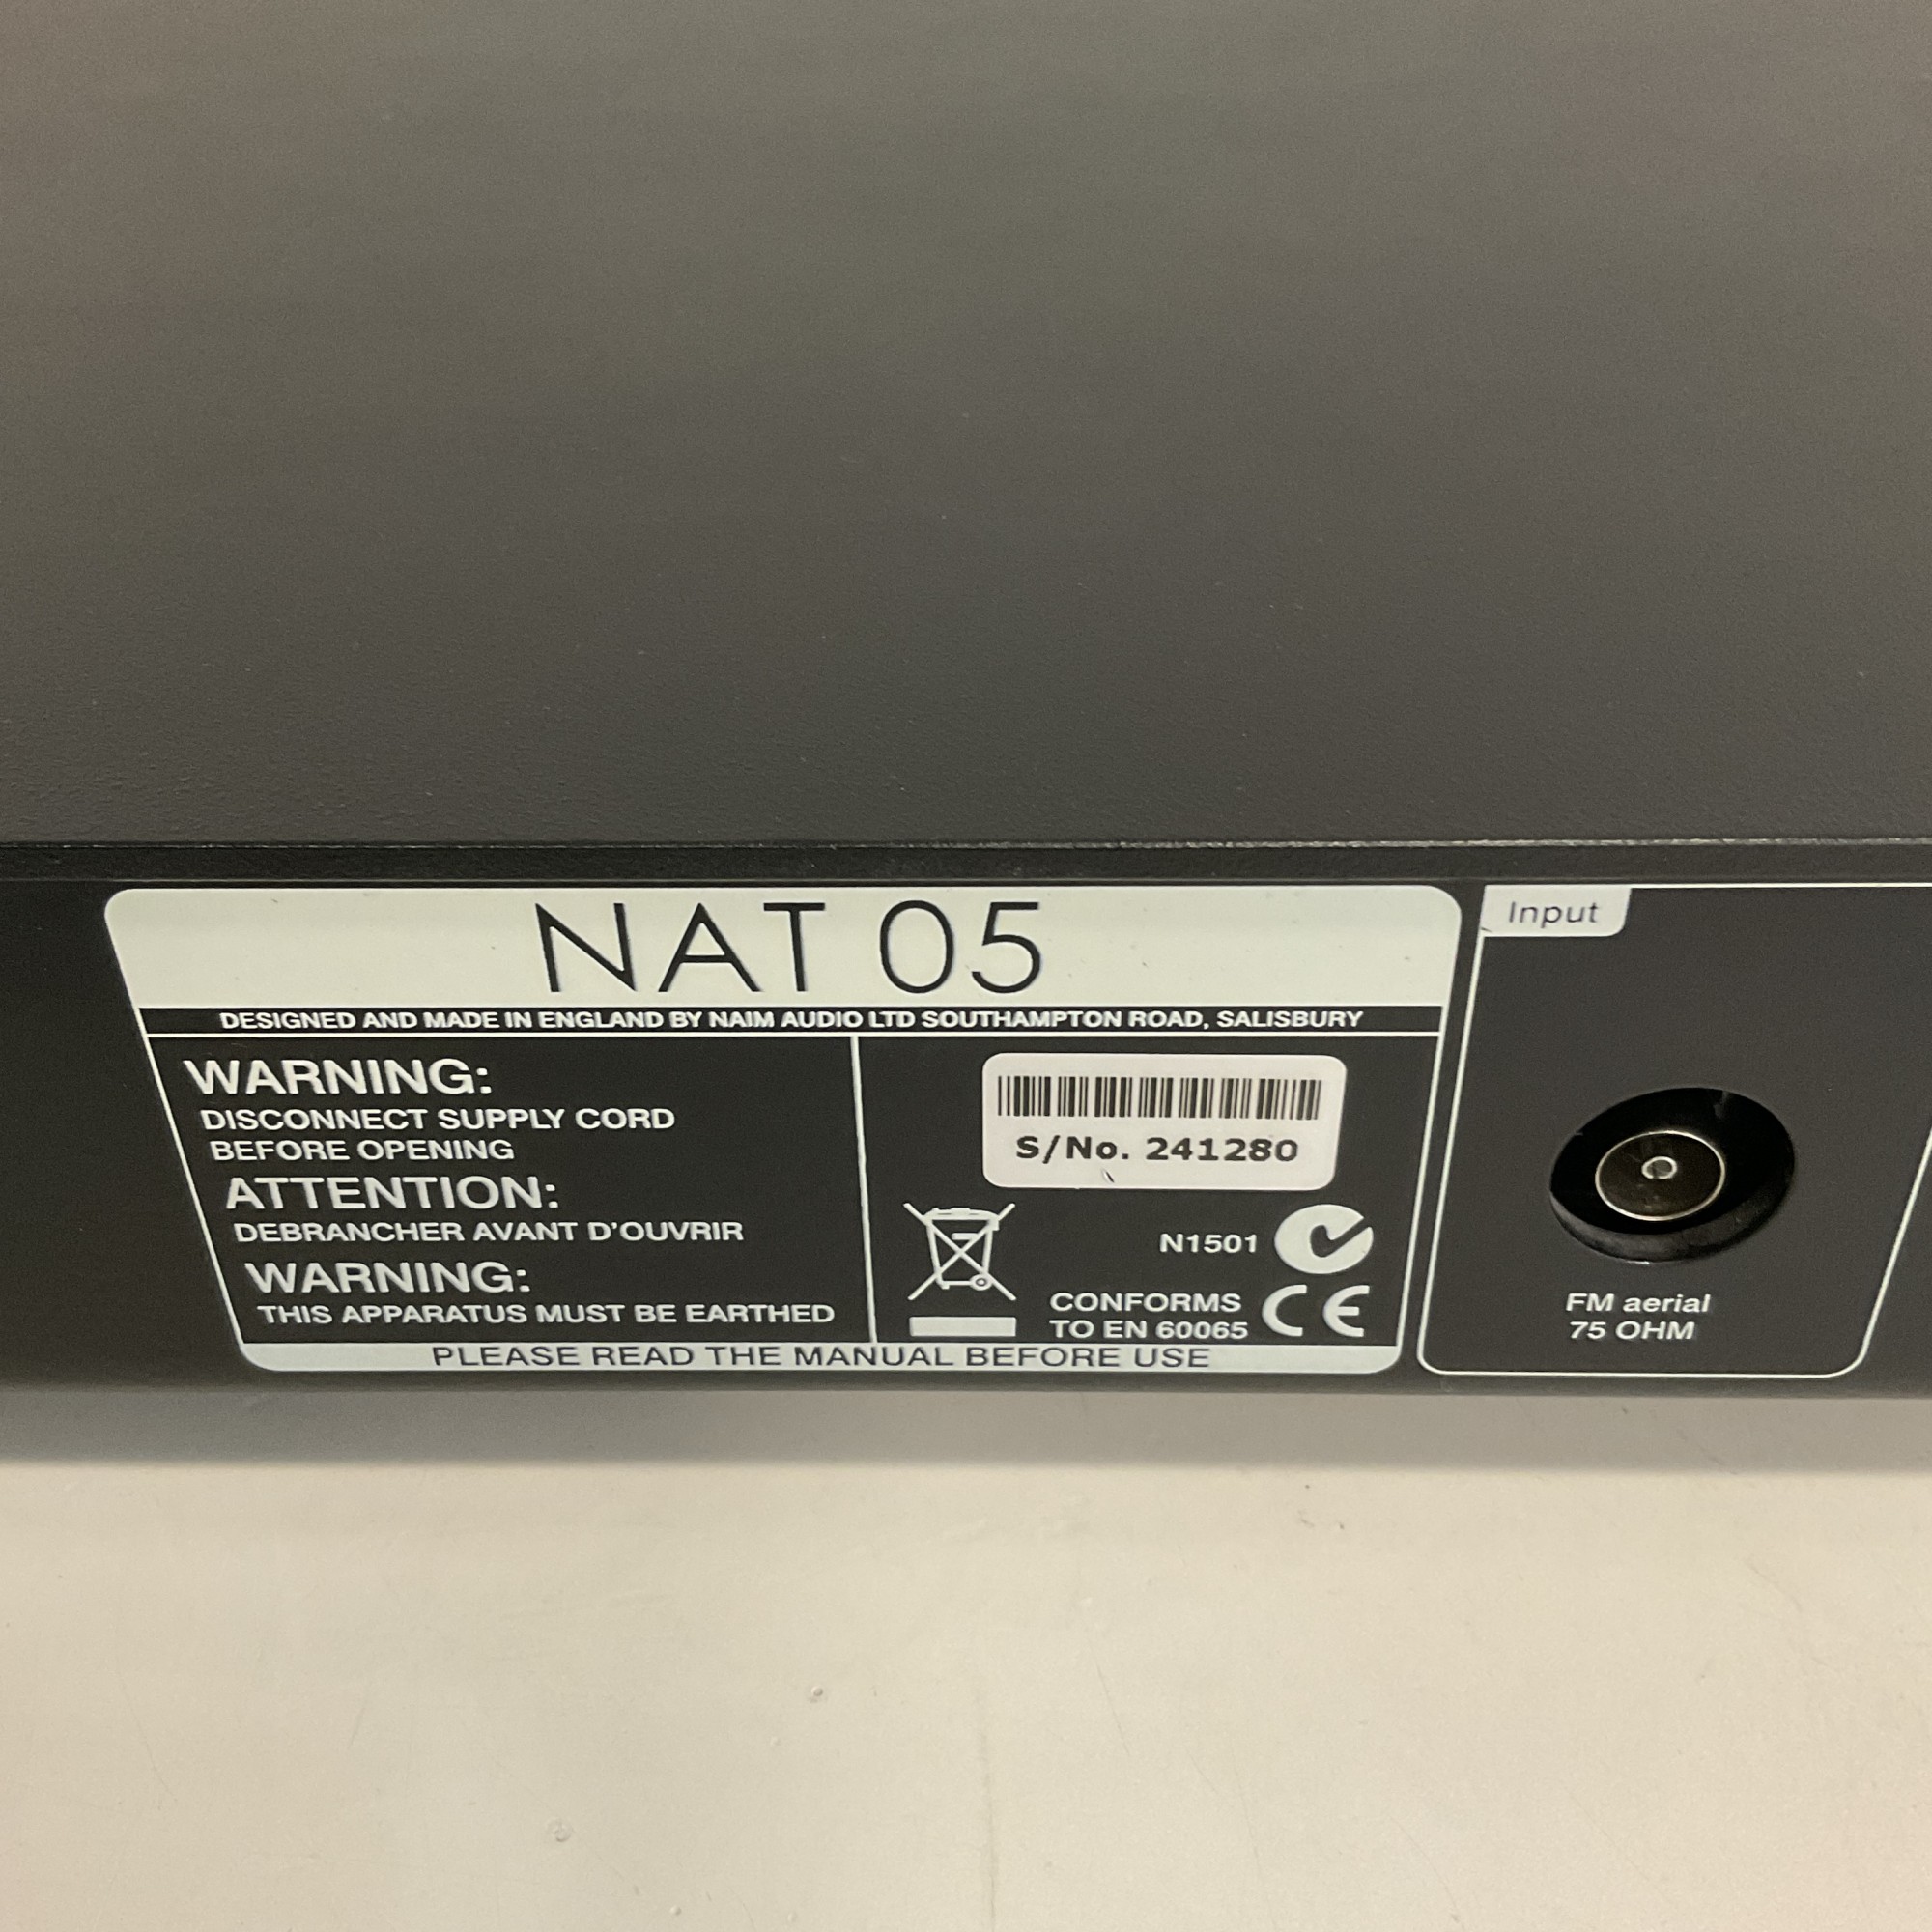 NAT 05
DESIGNED AND MADE IN ENGLAND BY NAIM AUDIO LTD SOUTHAMPTON ROAD, SALISBURY
WARNING:
DISCONNECT SUPPLY CORD
BEFORE OPENING
ATTENTION:
DEBRANCHER AVANT D'OUVRIR
WARNING:
THIS APPARATUS MUST BE EARTHED
S/No. 241280
N1501
CONFORMS
TO EN 60065
CE
PLEASE READ THE MANUAL BEFORE USE
Input
FM aerial
75 OHM